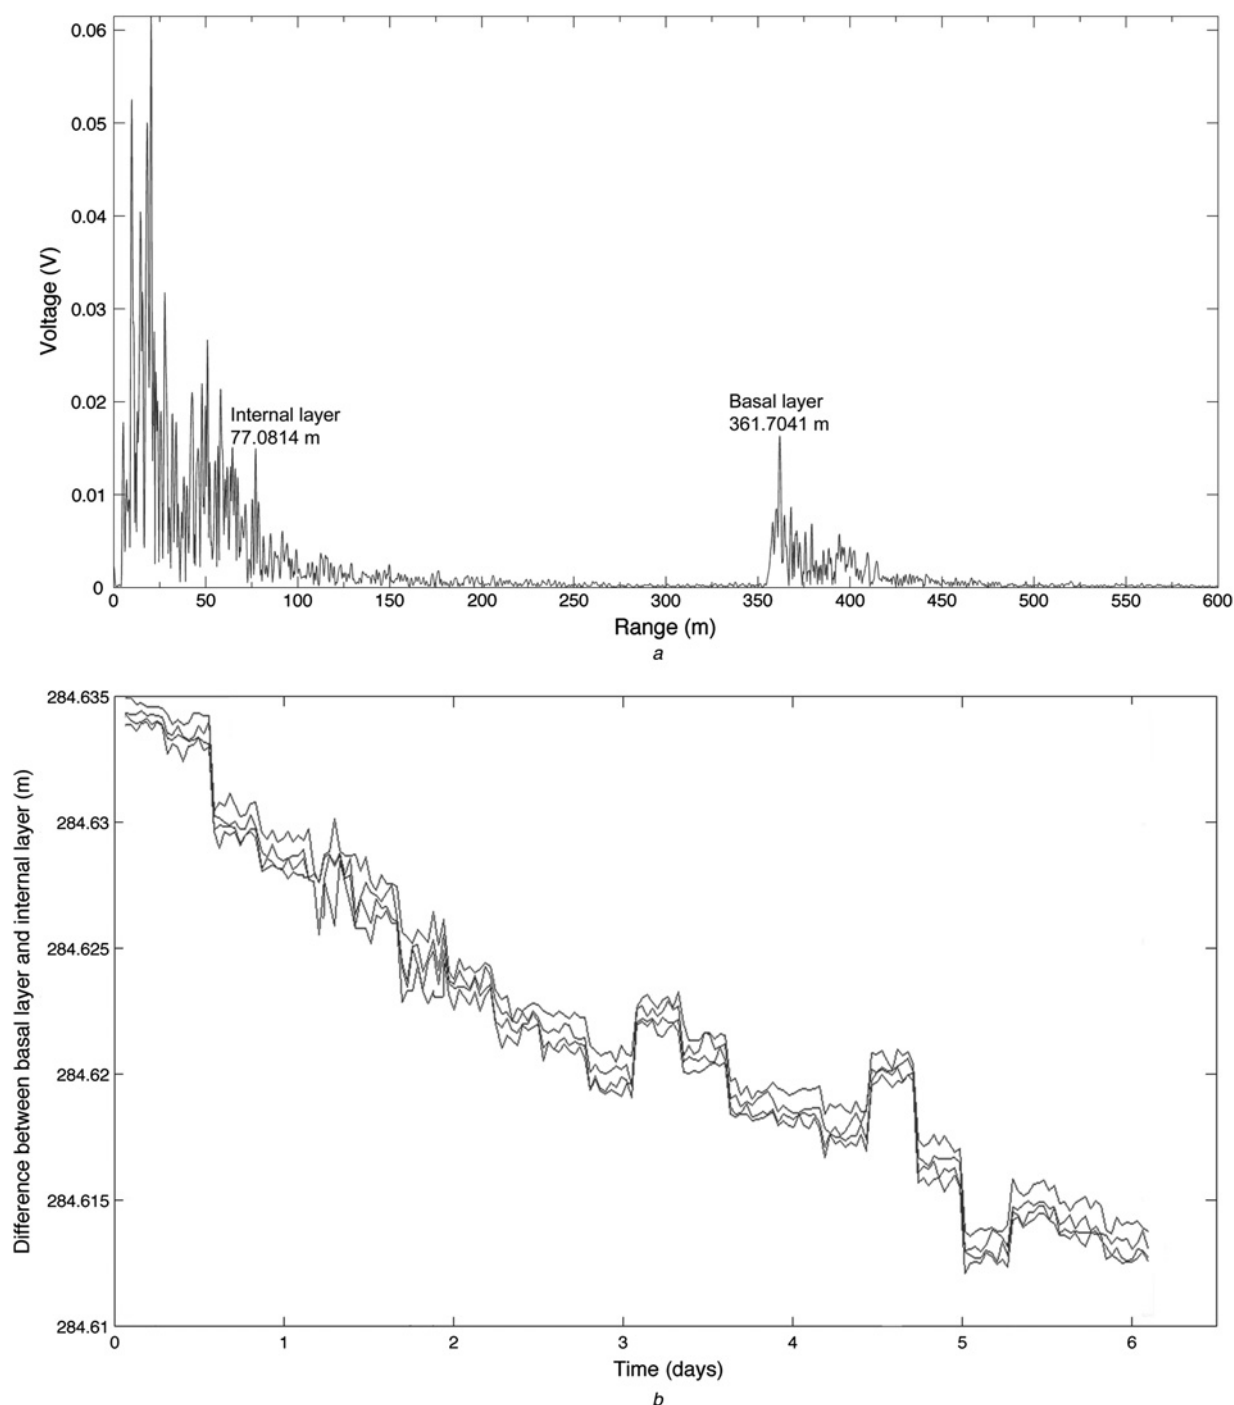 0.06
0.05
0.04
0.03
0.02
0.01
0
Voltage (V)
Internal layer
77.0814 m
Basal layer
361.7041 m
0 50 100 150 200 250 300 350 400 450 500 550 600
Range (m)
a
284.635
284.63
284.625
284.62
284.615
284.61
Difference between basal layer and internal layer (m)
0 1 2 3 4 5 6
Time (days)
b